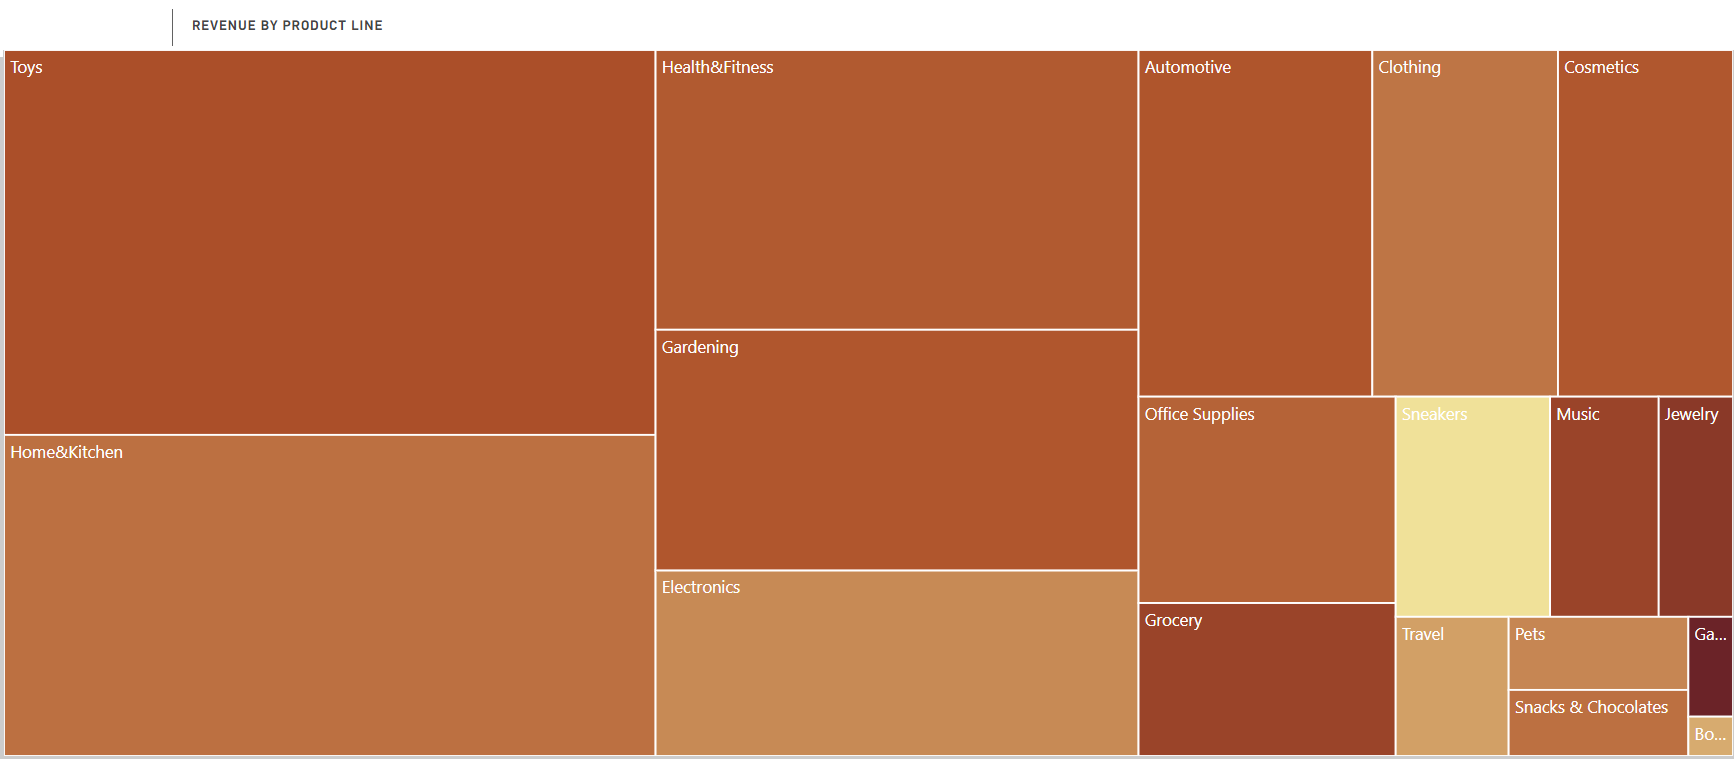 REVENUE BY PRODUCT LINE
Toys
Health&Fitness
Automotive
Clothing
Cosmetics
Gardening
Office Supplies
Sneakers
Music
Jewelry
Home&Kitchen
Electronics
Grocery
Travel
Pets
Ga...
Snacks & Chocolates
Bo...